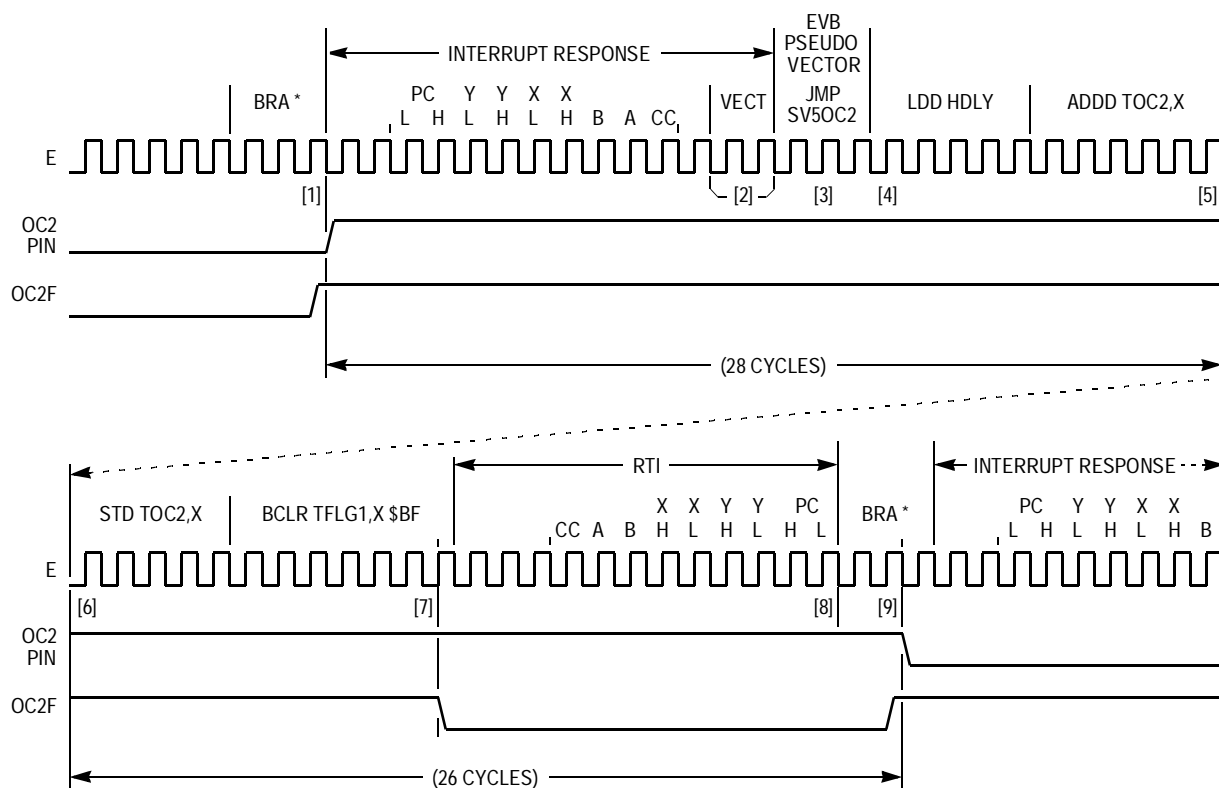 EVB
PSEUDO
VECTOR
INTERRUPT RESPONSE
BRA *
PC Y Y X X
L H L H L H B A CC
VECT
JMP
SV5OC2
LDD HDLY
ADDD TOC2,X
E
[1] [2] [3] [4] [5]
OC2
PIN
OC2F
(28 CYCLES)
RTI
INTERRUPT RESPONSE
STD TOC2,X
BCLR TFLG1,X $BF
X X Y Y PC
CC A B H L H L H L
BRA *
PC Y Y X X
L H L H L H B
E
[6] [7] [8] [9]
OC2
PIN
OC2F
(26 CYCLES)